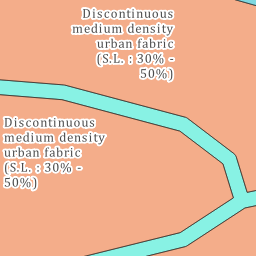 Discontinuous
medium density
urban fabric
(S.L. : 30% -
50%)
Discontinuous
medium density
urban fabric
(S.L. : 30% -
50%)